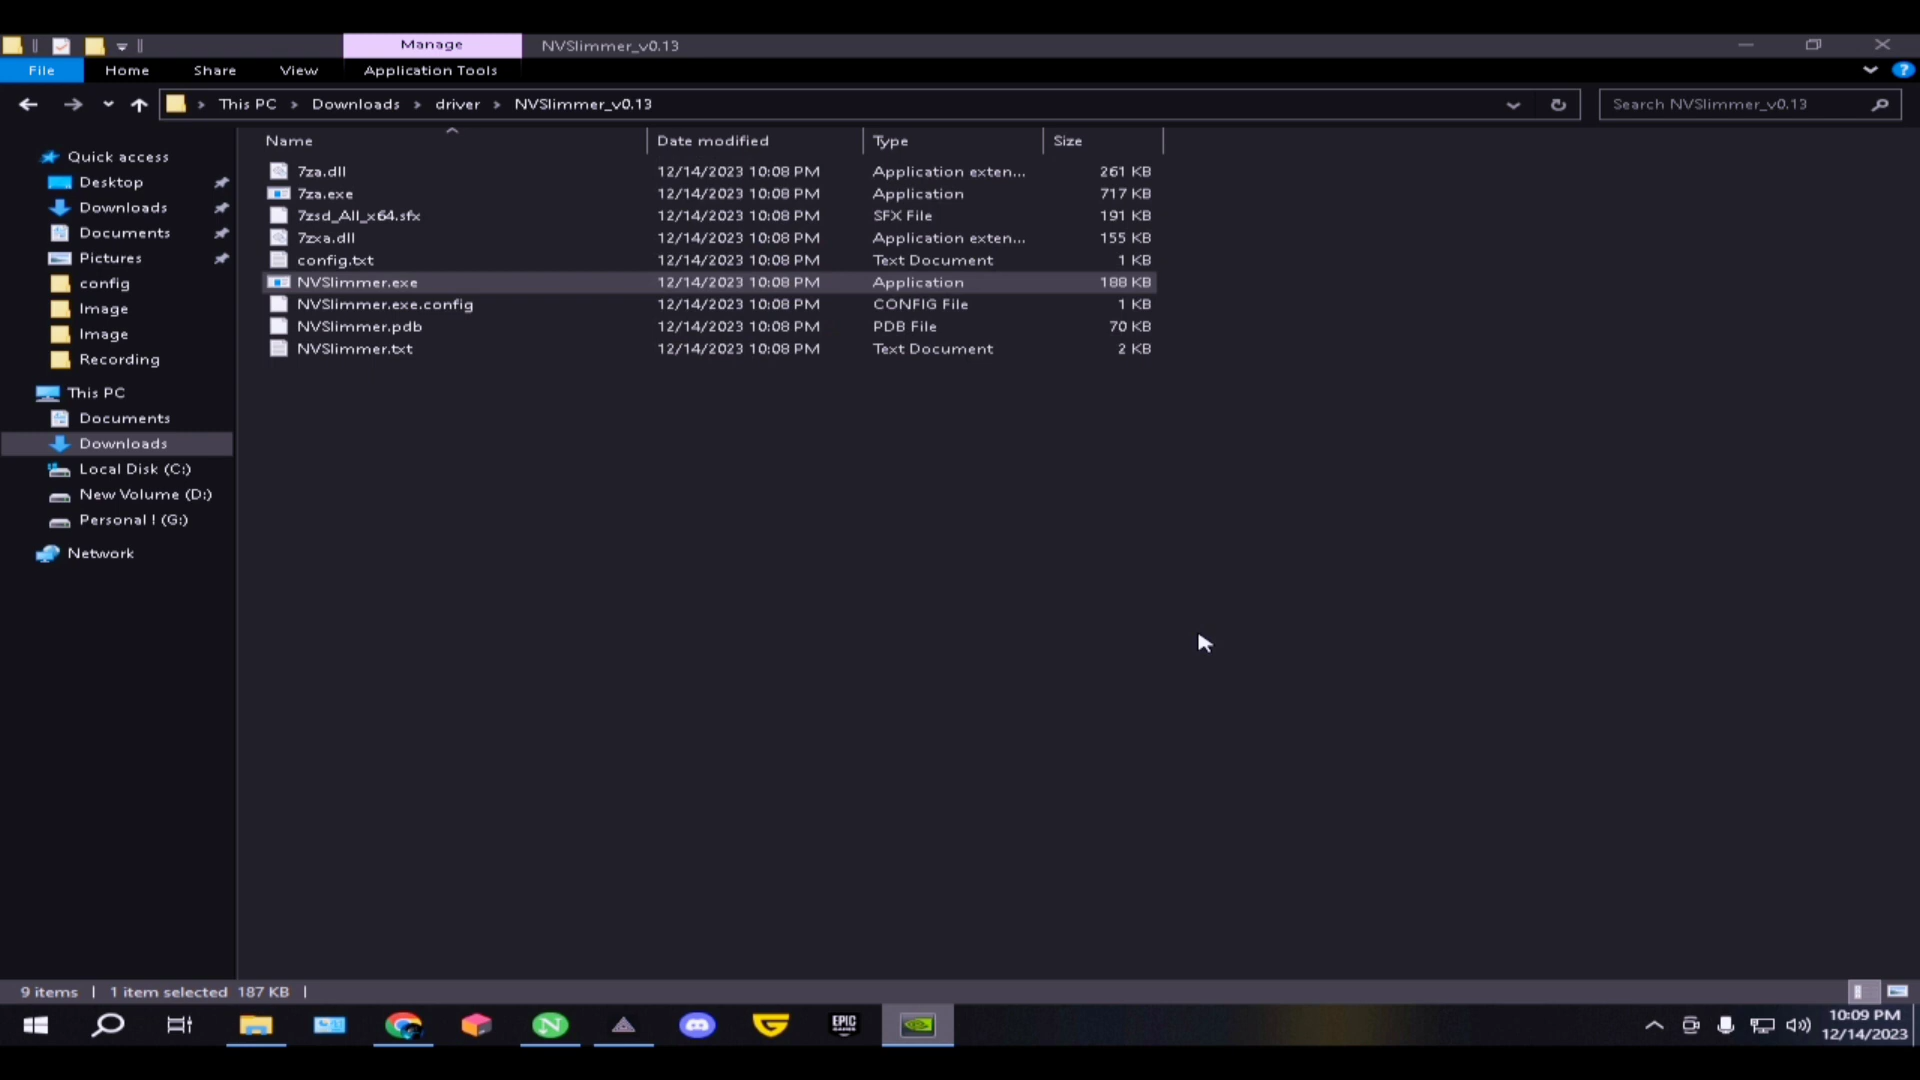 Manage
NVSlimmer_v0.13
File
Home
Share
View
Application Tools
This PC
Downloads
driver
NVSlimmer_v0.13
Search NVSlimmer_v0.13
Name
Date modified
Type
Size
7za.dll 12/14/2023 10:08 PM Application exten... 261 KB
7za.exe 12/14/2023 10:08 PM Application 717 KB
7zsd_All_x64.sfx 12/14/2023 10:08 PM SFX File 191 KB
7zxa.dll 12/14/2023 10:08 PM Application exten... 155 KB
config.txt 12/14/2023 10:08 PM Text Document 1 KB
NVSlimmer.exe 12/14/2023 10:08 PM Application 188 KB
NVSlimmer.exe.config 12/14/2023 10:08 PM CONFIG File 1 KB
NVSlimmer.pdb 12/14/2023 10:08 PM PDB File 70 KB
NVSlimmer.txt 12/14/2023 10:08 PM Text Document 2 KB
Quick access
Desktop
Downloads
Documents
Pictures
config
Image
Image
Recording
This PC
Documents
Downloads
Local Disk (C:)
New Volume (D:)
Personal ! (G:)
Network
9 items
1 item selected 187 KB
EPIC
GAMES
10:09 PM
12/14/2023